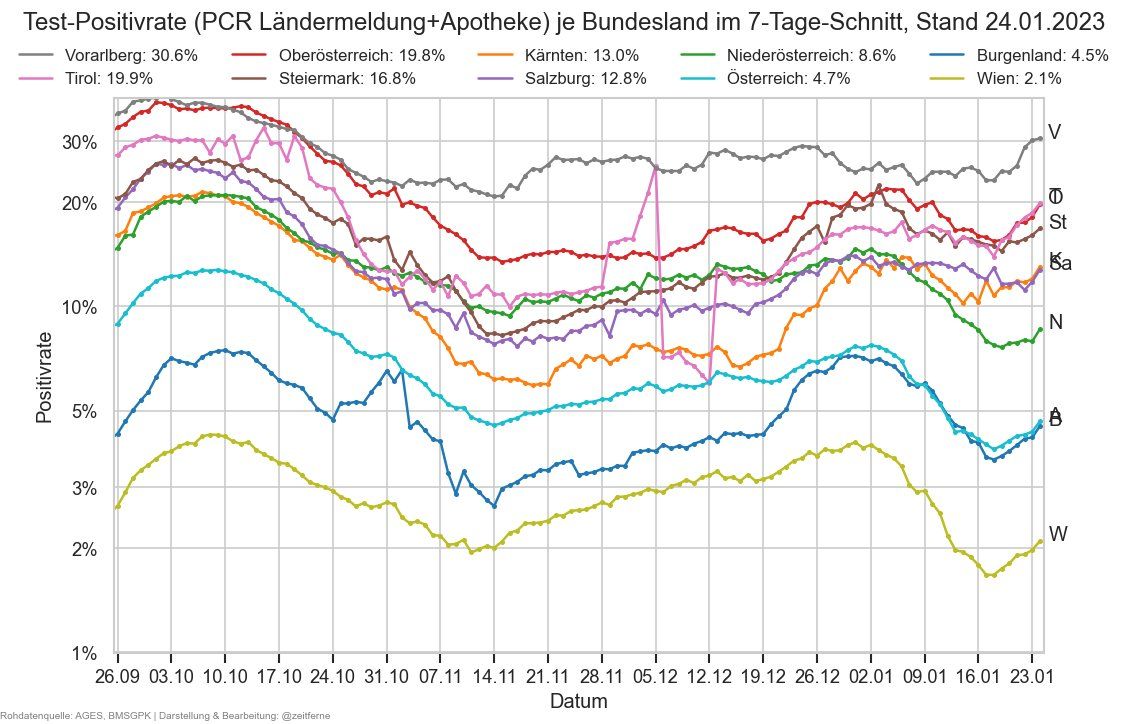 Test-Positivrate (PCR Ländermeldung+Apotheke) je Bundesland im 7-Tage-Schnitt, Stand 24.01.2023
Vorarlberg: 30.6% Oberösterreich: 19.8% Kärnten: 13.0% Niederösterreich: 8.6% Burgenland: 4.5%
Tirol: 19.9% Steiermark: 16.8% Salzburg: 12.8% Österreich: 4.7% Wien: 2.1%
Positivrate
30%
20%
10%
5%
3%
2%
1%
V
T
O
St
K
Sa
N
A
B
W
26.09 03.10 10.10 17.10 24.10 31.10 07.11 14.11 21.11 28.11 05.12 12.12 19.12 26.12 02.01 09.01 16.01 23.01
Datum
Rohdatenquelle: AGES, BMSGPK | Darstellung & Bearbeitung: @zeitferne